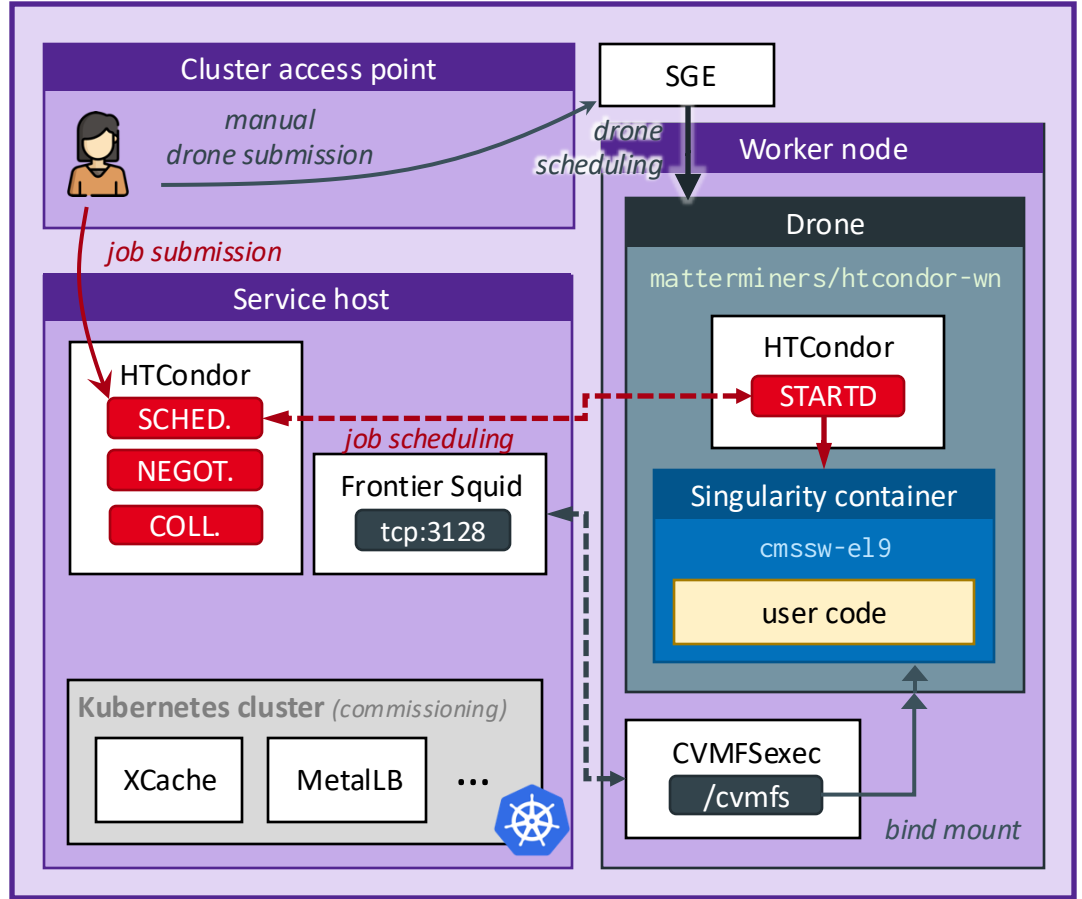 Cluster access point
manual
drone submission
SGE
drone
scheduling
Worker node
job submission
Drone
matterminers/htcondor-wn
HTCondor
STARTD
Service host
HTCondor
SCHED.
NEGOT.
COLL.
job scheduling
Frontier Squid
tcp:3128
Singularity container
cmssw-el9
user code
Kubernetes cluster (commissioning)
XCache
MetalLB
...
CVMFSexec
/cvmfs
bind mount